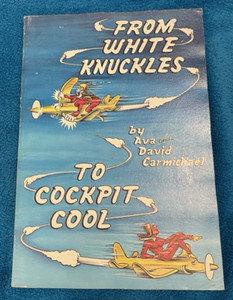 FROM
WHITE
KNUCKLES
by
Ava and
David
Carmichael
TO
COCKPIT
COOL